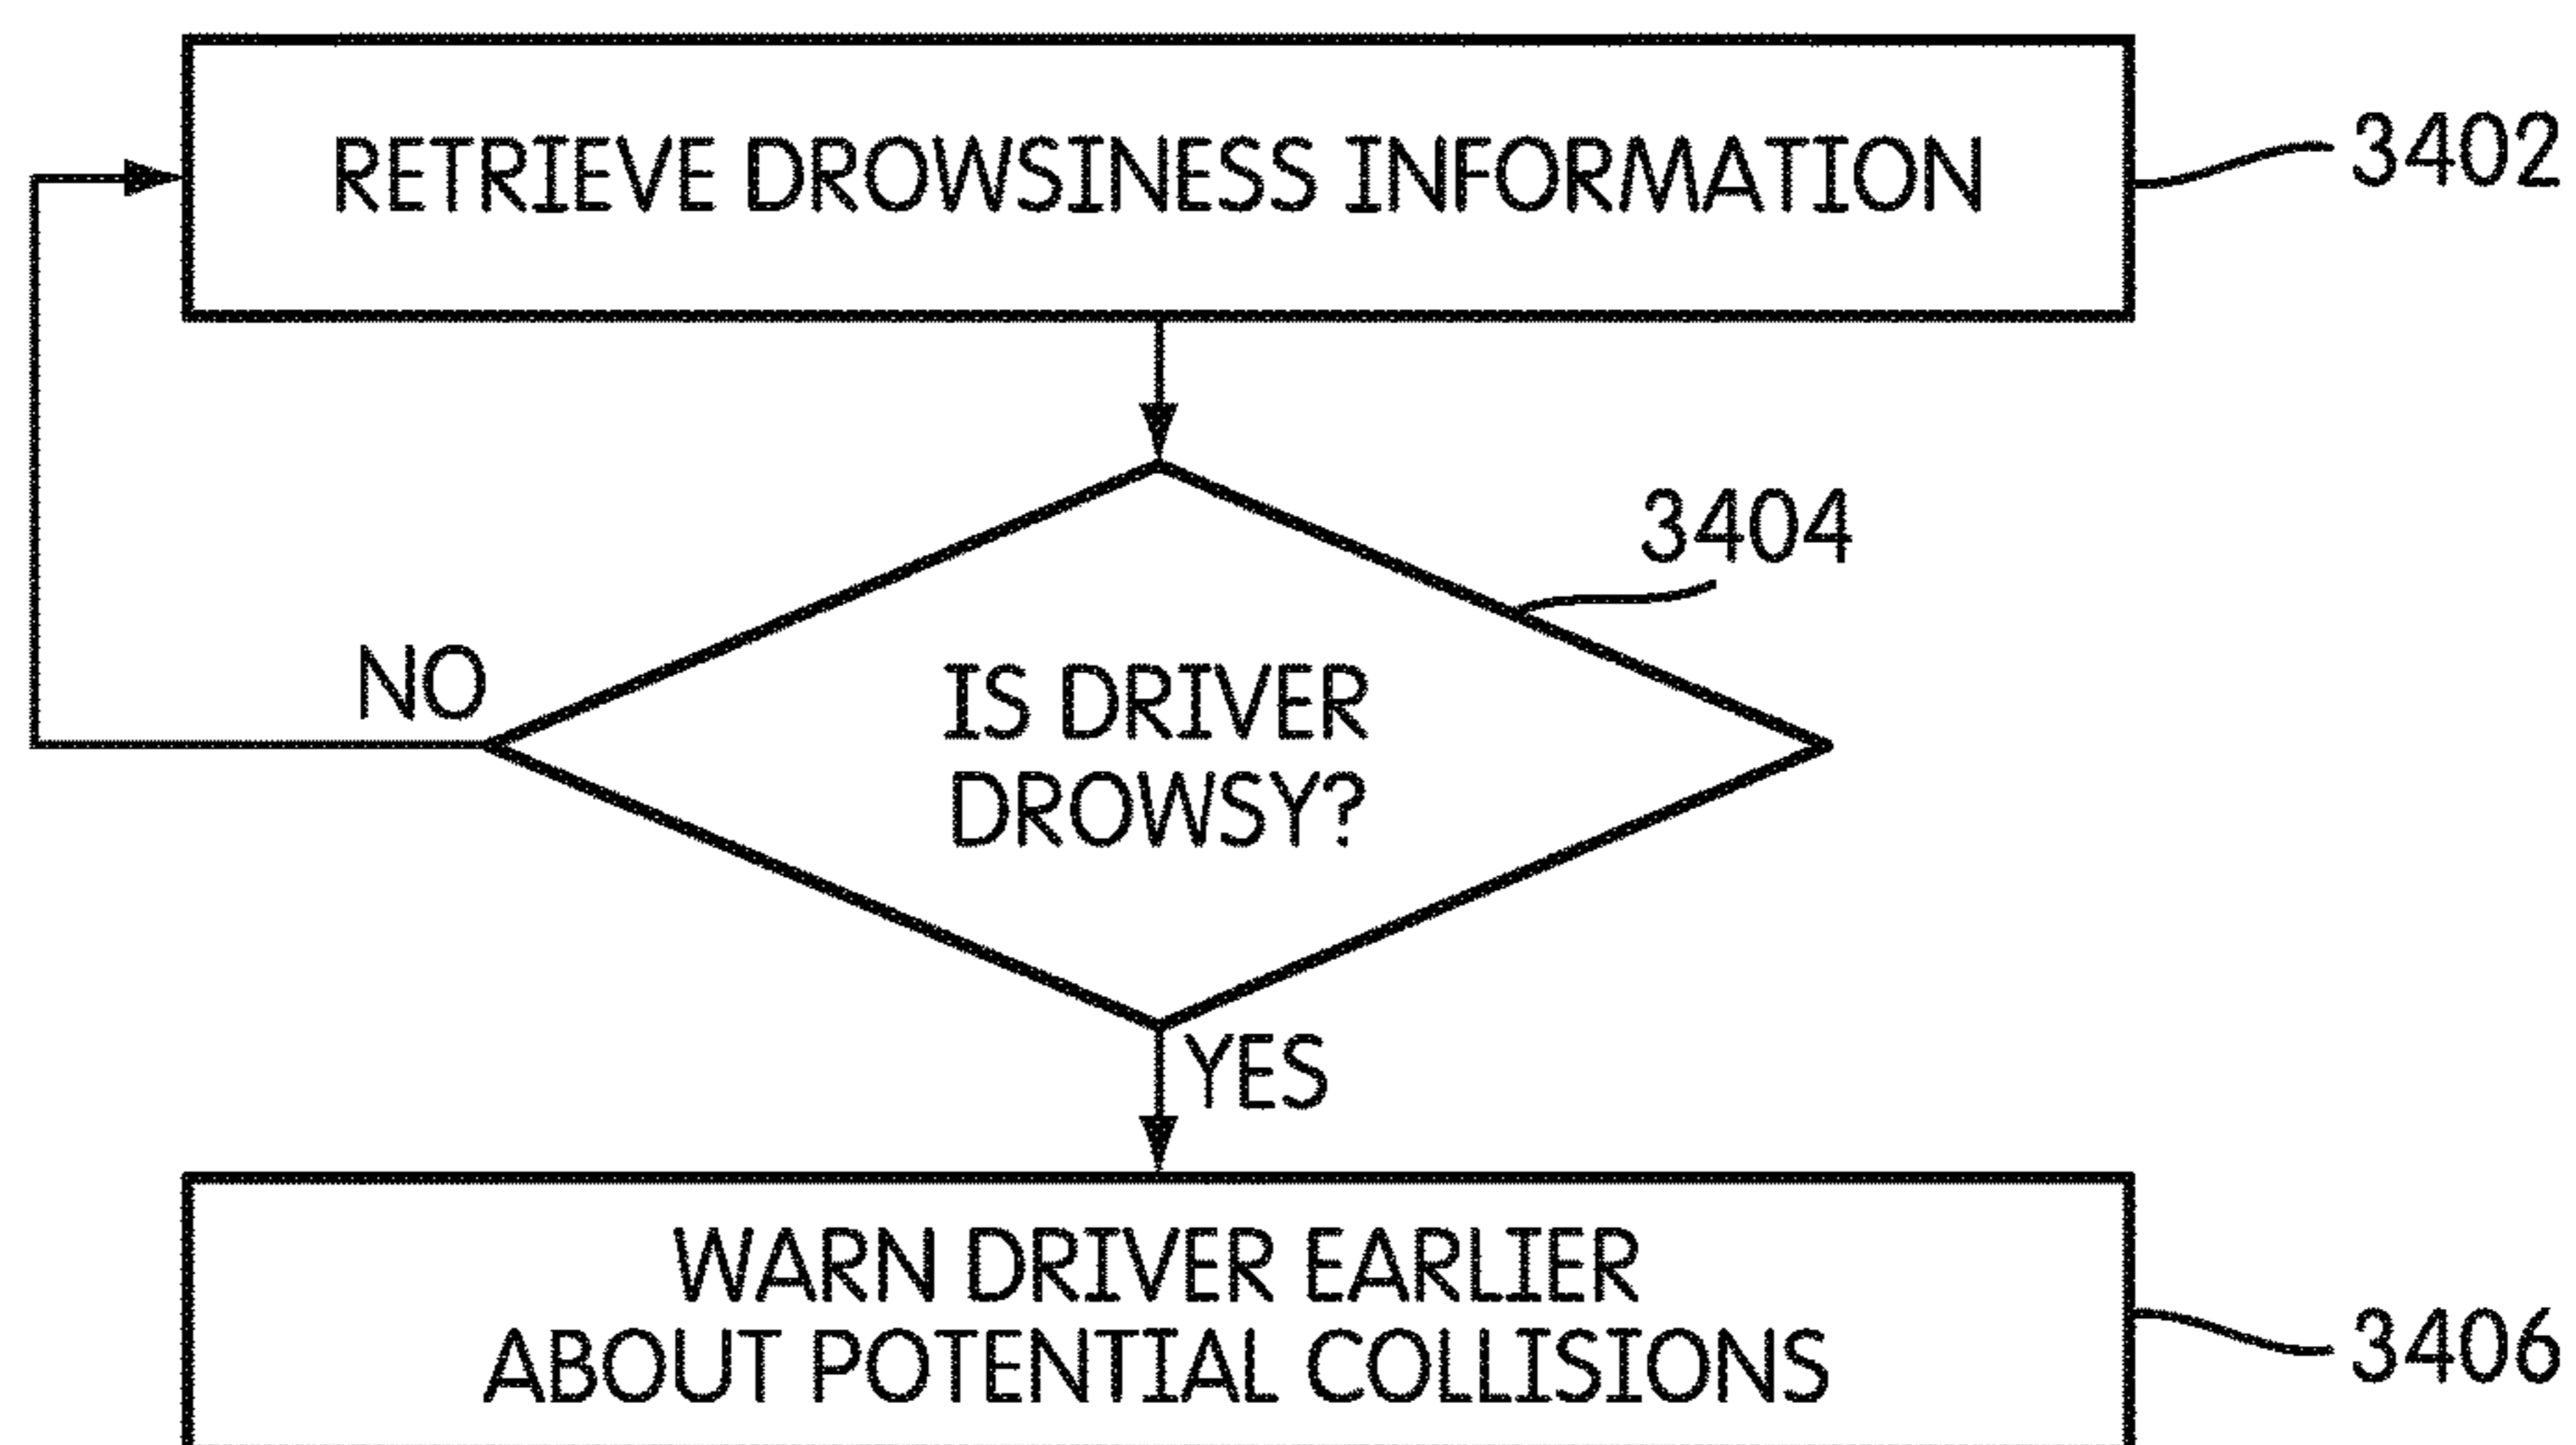 RETRIEVE DROWSINESS INFORMATION
3402
3404
NO
IS DRIVER
DROWSY?
YES
WARN DRIVER EARLIER
ABOUT POTENTIAL COLLISIONS
3406